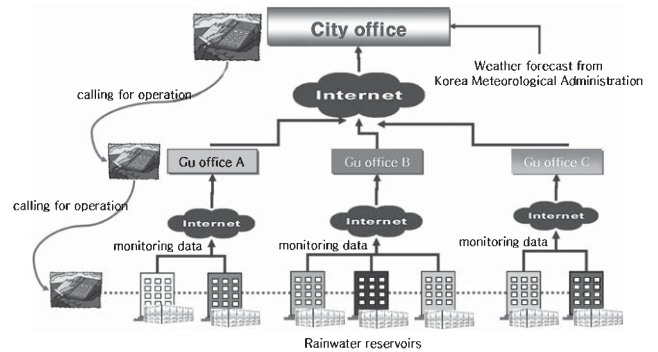 City office
Weather forecast from
Korea Meteorological Administration
Internet
calling for operation
Gu office A
Gu office B
Gu office C
calling for operation
Internet
Internet
Internet
monitoring data
monitoring data
monitoring data
Rainwater reservoirs